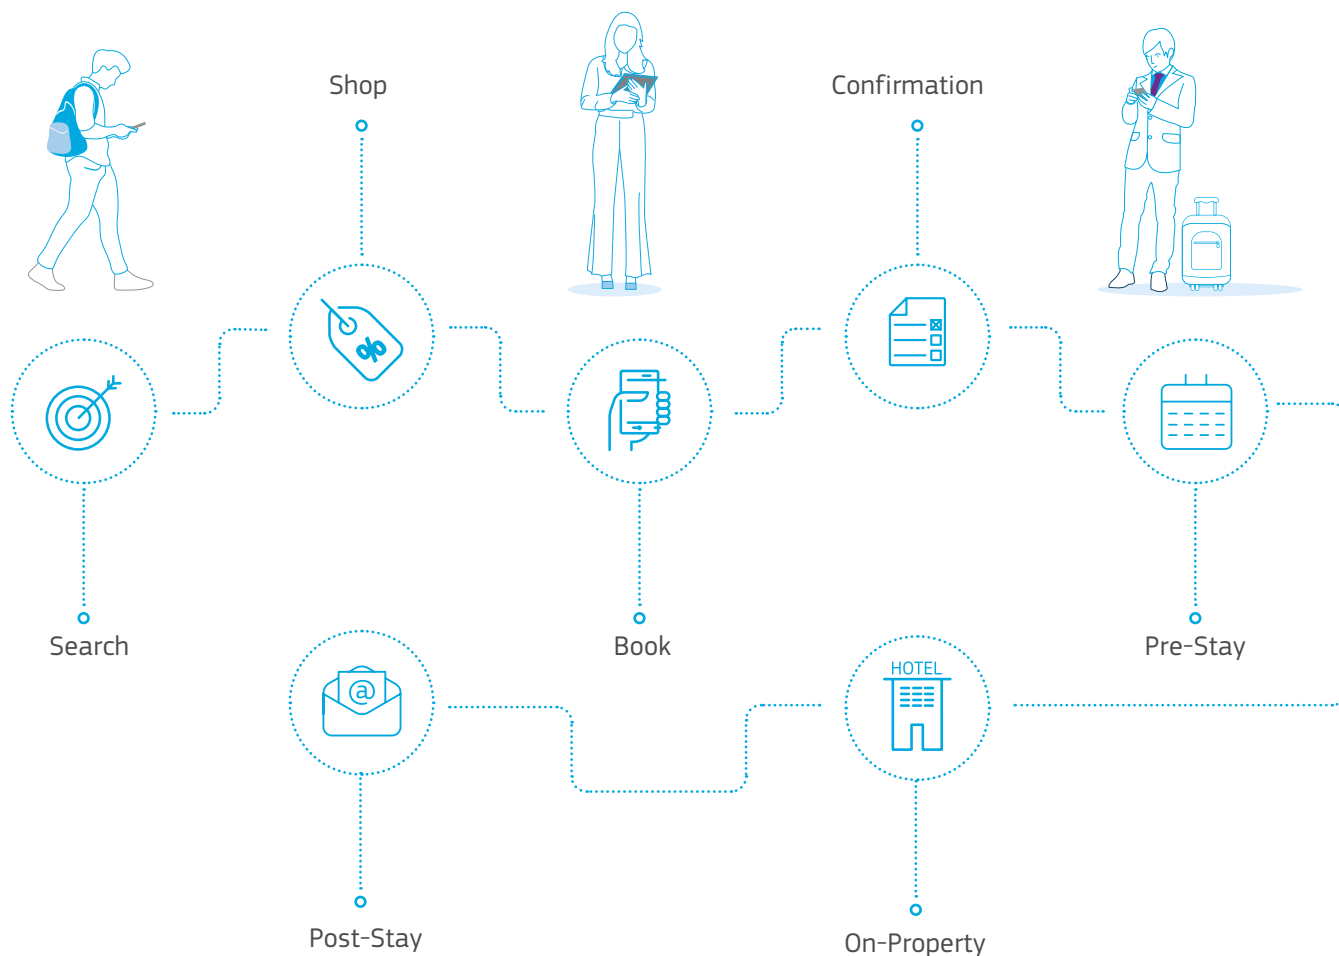 Shop
Confirmation
Search
Book
Pre-Stay
%
@
HOTEL
Post-Stay
On-Property